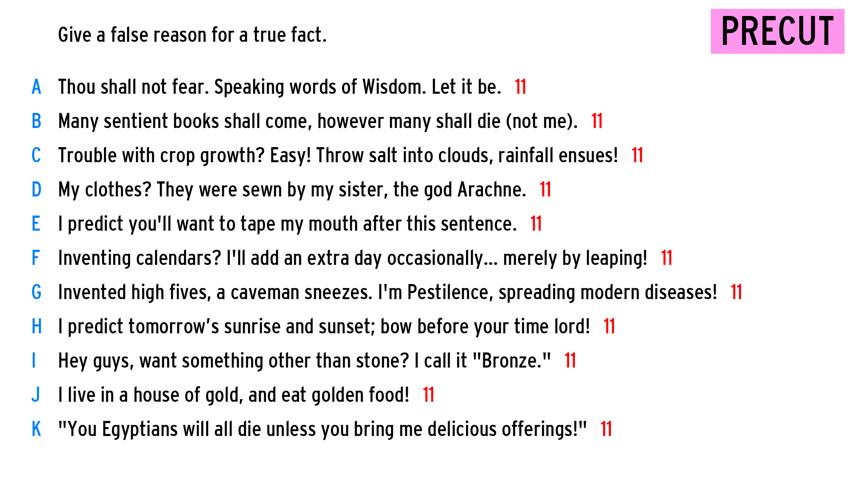 Give a false reason for a true fact.
PRECUT
A Thou shall not fear. Speaking words of Wisdom. Let it be. 11
B Many sentient books shall come, however many shall die (not me). 11
C Trouble with crop growth? Easy! Throw salt into clouds, rainfall ensues! 11
D My clothes? They were sewn by my sister, the god Arachne. 11
E I predict you'll want to tape my mouth after this sentence. 11
F Inventing calendars? I'll add an extra day occasionally... merely by leaping! 11
G Invented high fives, a caveman sneezes. I'm Pestilence, spreading modern diseases! 11
H I predict tomorrow’s sunrise and sunset; bow before your time lord! 11
I Hey guys, want something other than stone? I call it "Bronze." 11
J I live in a house of gold, and eat golden food! 11
K "You Egyptians will all die unless you bring me delicious offerings!" 11